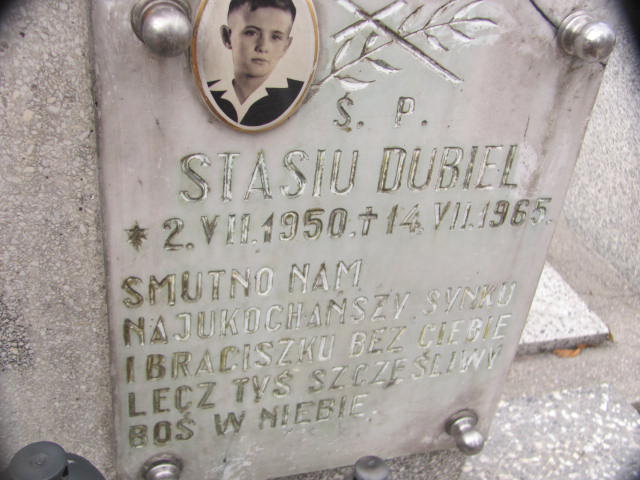 Ś. P.
STASIU DUBIEL
* 2.VII.1950. † 14.VII.1965.
SMUTNO NAM
NAJUKOCHAŃSZY SYNKU
I BRACISZKU BEZ CIEBIE
LECZ TYŚ SZCZĘŚLIWY
BOŚ W NIEBIE.